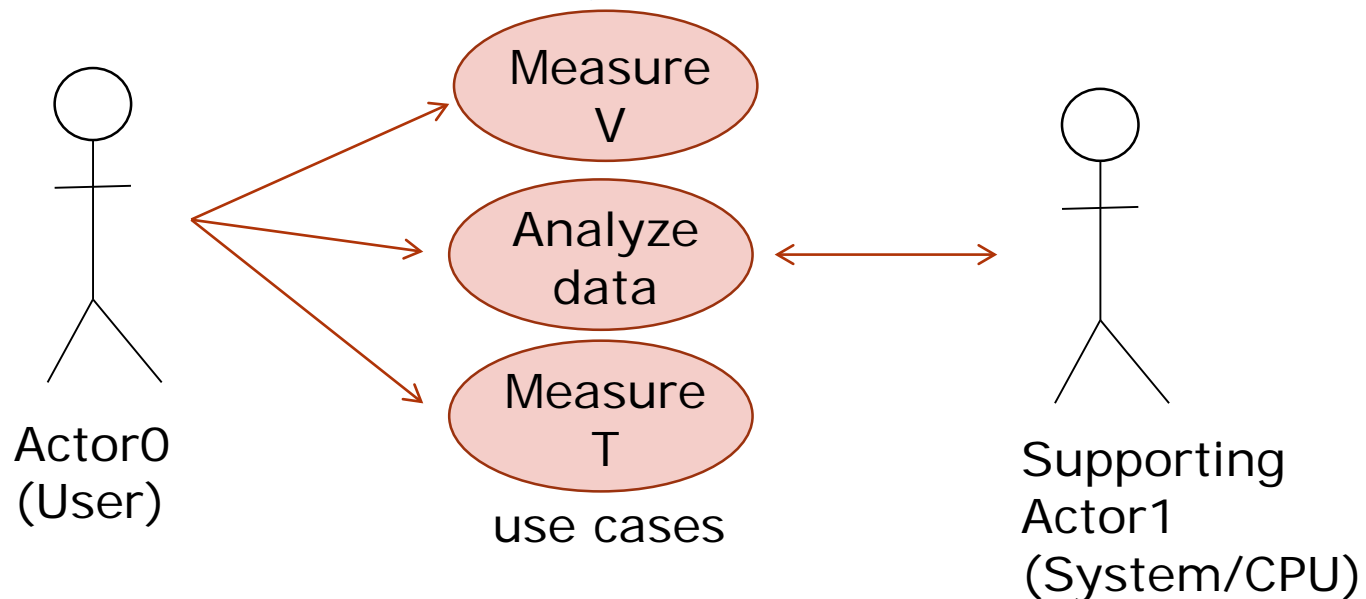 Measure
V
Analyze
data
Measure
T
use cases
Actor0
(User)
Supporting
Actor1
(System/CPU)